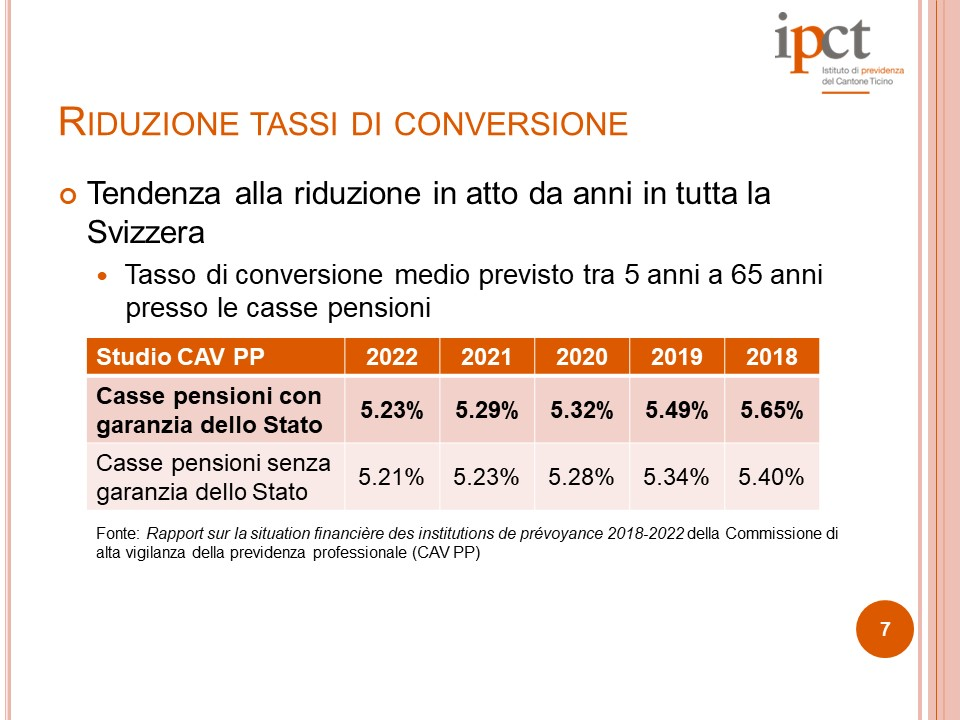 ipct
Istituto di previdenza
del Cantone Ticino
RIDUZIONE TASSI DI CONVERSIONE
Tendenza alla riduzione in atto da anni in tutta la
Svizzera
Tasso di conversione medio previsto tra 5 anni a 65 anni
presso le casse pensioni
Studio CAV PP 2022 2021 2020 2019 2018
Casse pensioni con
garanzia dello Stato 5.23% 5.29% 5.32% 5.49% 5.65%
Casse pensioni senza
garanzia dello Stato 5.21% 5.23% 5.28% 5.34% 5.40%
Fonte: Rapport sur la situation financière des institutions de prévoyance 2018-2022 della Commissione di
alta vigilanza della previdenza professionale (CAV PP)
7